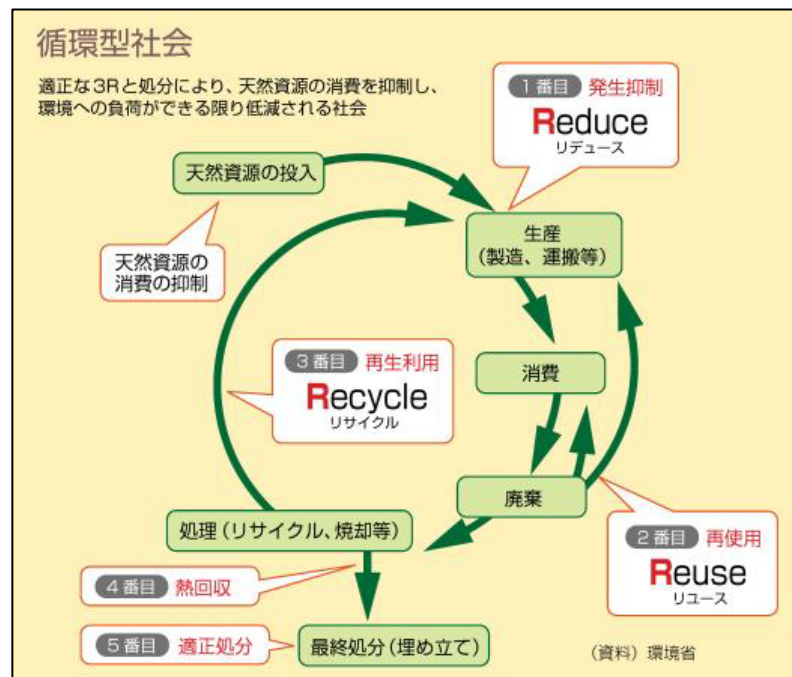 循環型社会
適正な3Rと処分により、天然資源の消費を抑制し、
環境への負荷ができる限り低減される社会
1番目 発生抑制
Reduce
リデュース
天然資源の投入
生産
(製造、運搬等)
天然資源の
消費の抑制
3番目 再生利用
Recycle
リサイクル
消費
廃棄
処理(リサイクル、焼却等)
2番目 再使用
Reuse
リユース
4番目 熱回収
5番目 適正処分
最終処分(埋め立て)
(資料)環境省